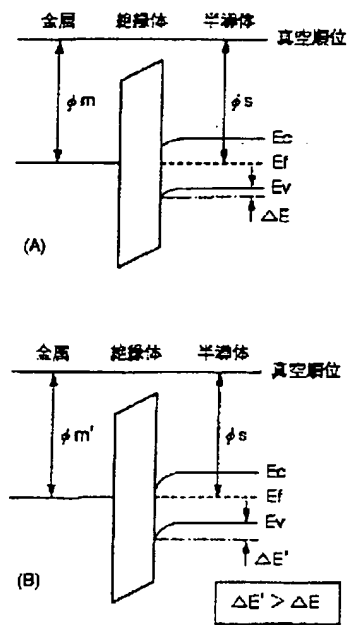 金属 絶縁体 半導体
真空順位
φm φs
Ec
Ef
Ev
ΔE
(A)
金属 絶縁体 半導体
真空順位
φm' φs
Ec
Ef
Ev
ΔE'
(B)
ΔE' > ΔE